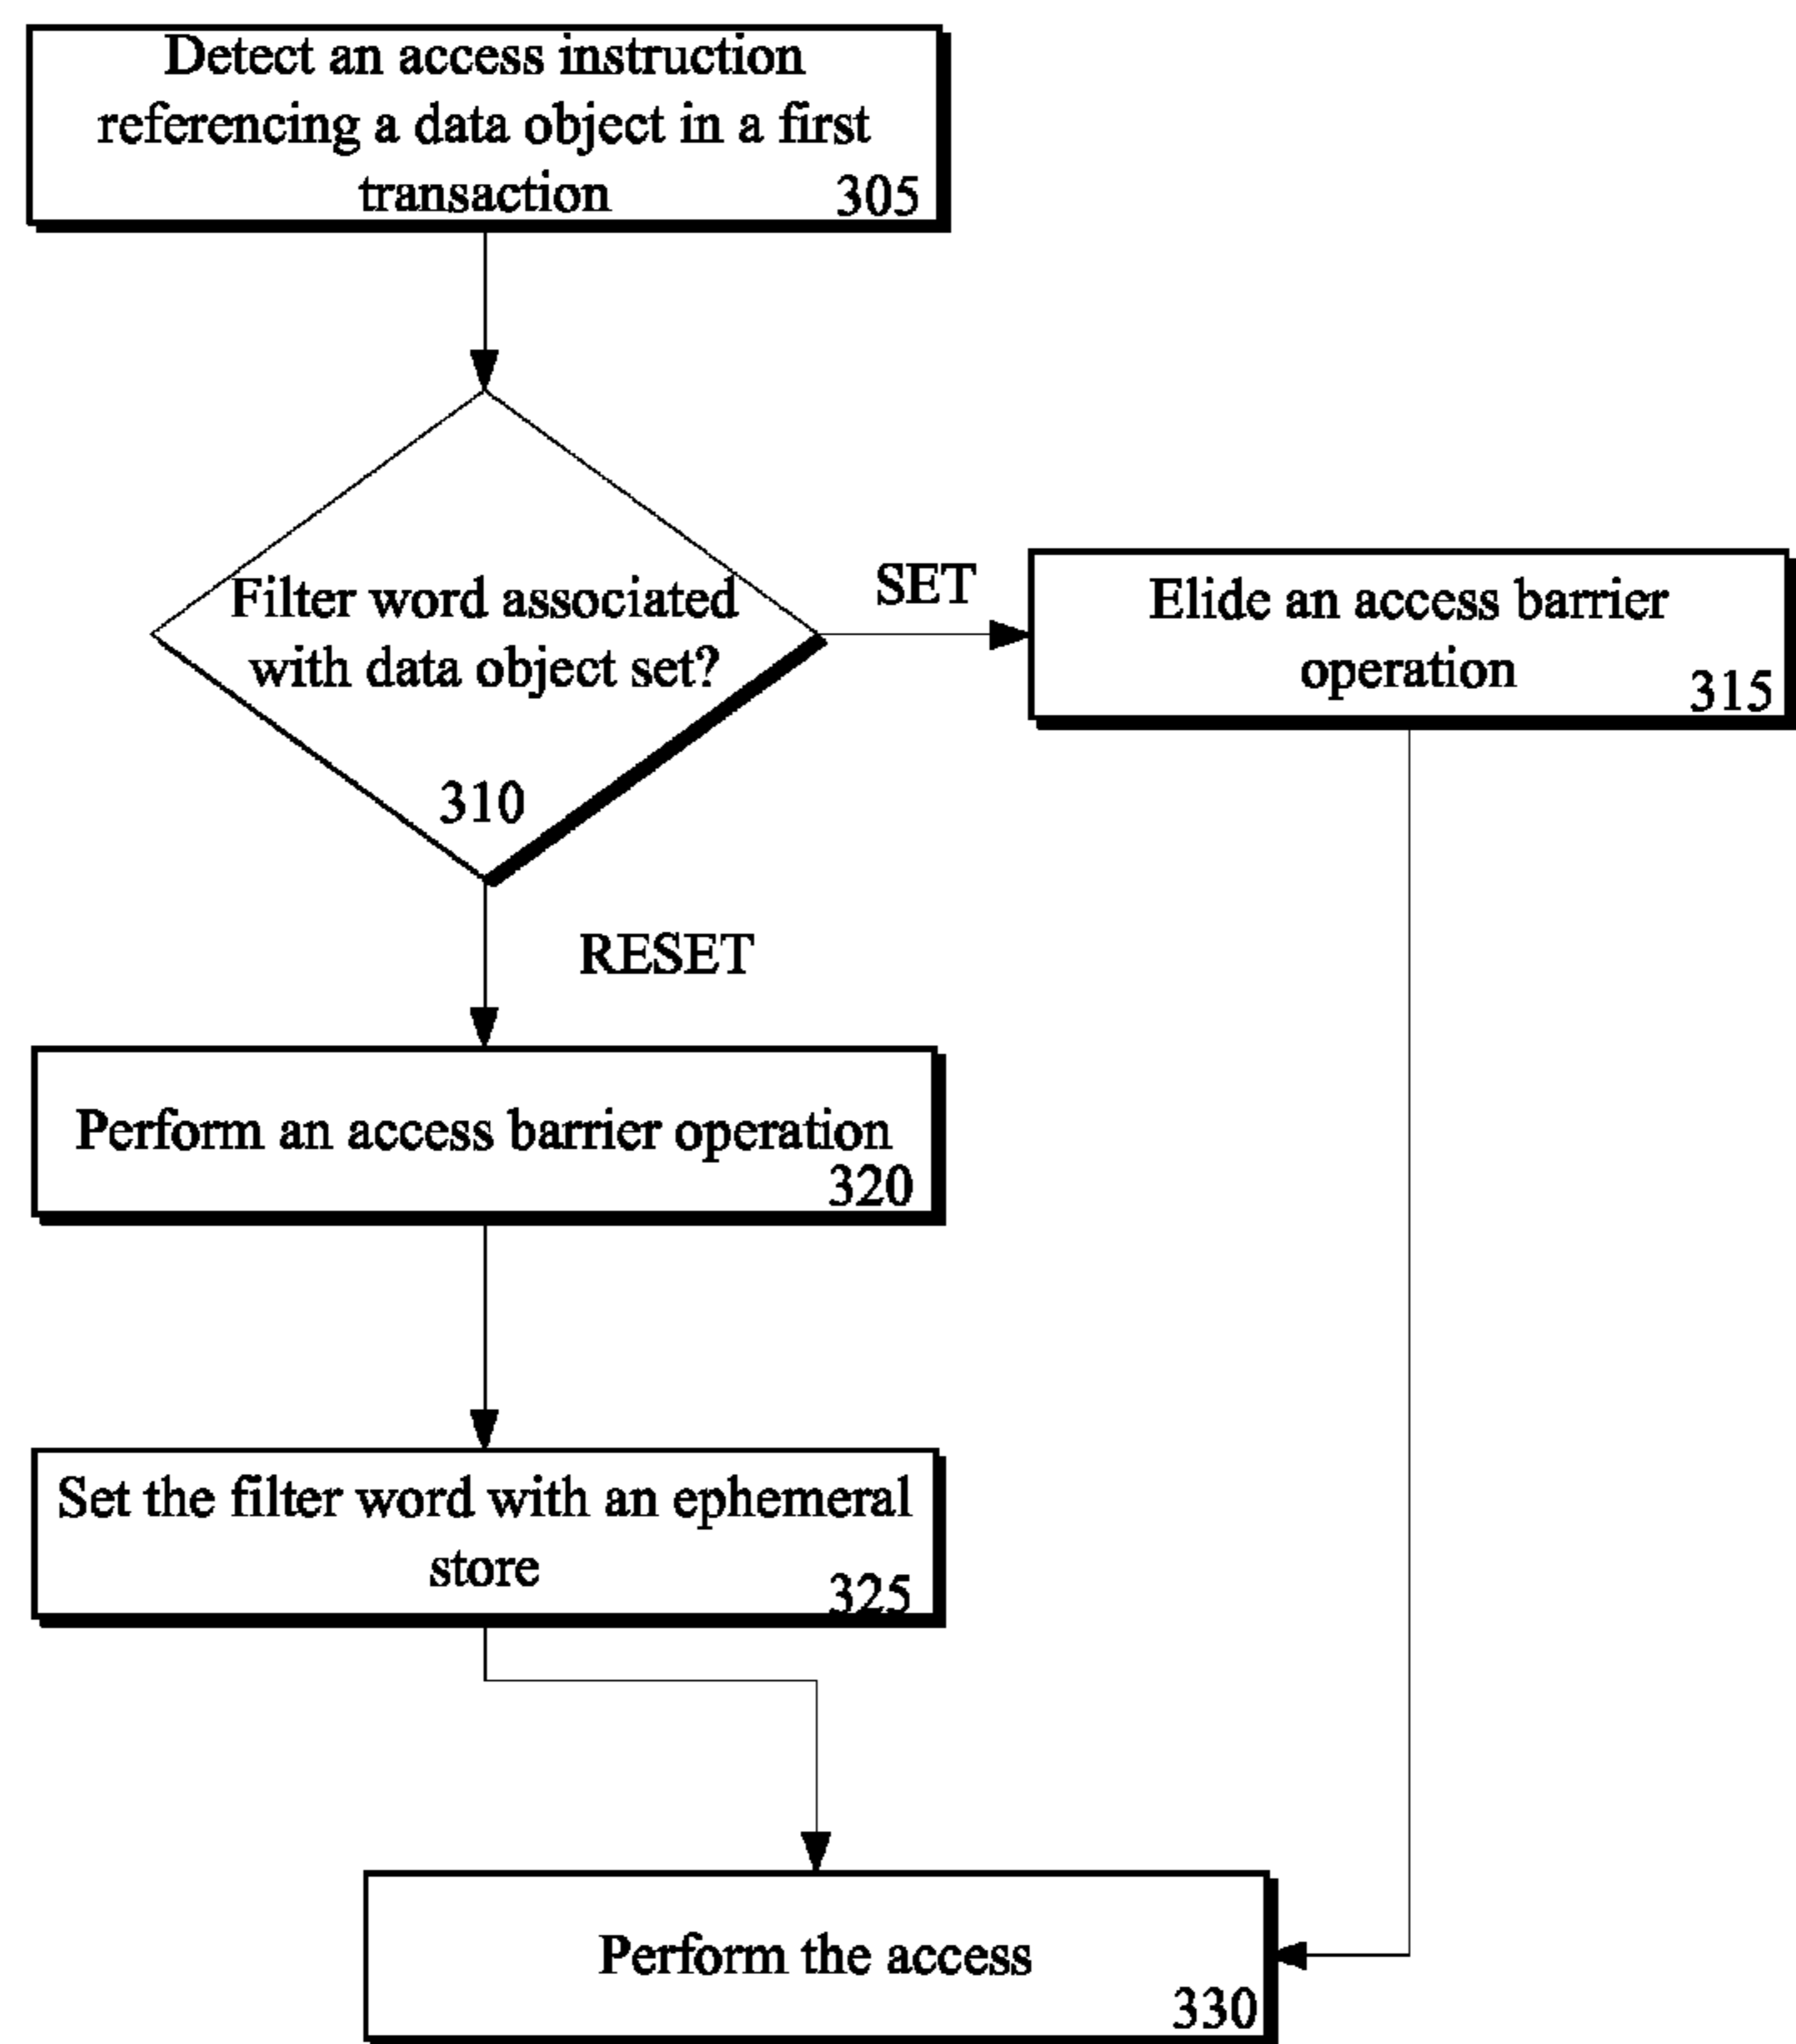 Detect an access instruction
referencing a data object in a first
transaction
305
Filter word associated
with data object set?
310
SET
Elide an access barrier
operation
315
RESET
Perform an access barrier operation
320
Set the filter word with an ephemeral
store
325
Perform the access
330